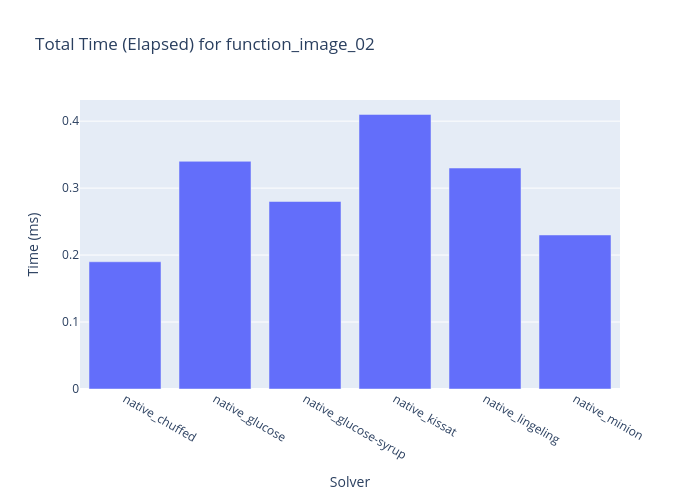 Total Time (Elapsed) for function_image_02
Time (ms)
0.4
0.3
0.2
0.1
0
native_chuffed
native_glucose
native_glucose-syrup
native_kissat
native_lingeling
native_minion
Solver